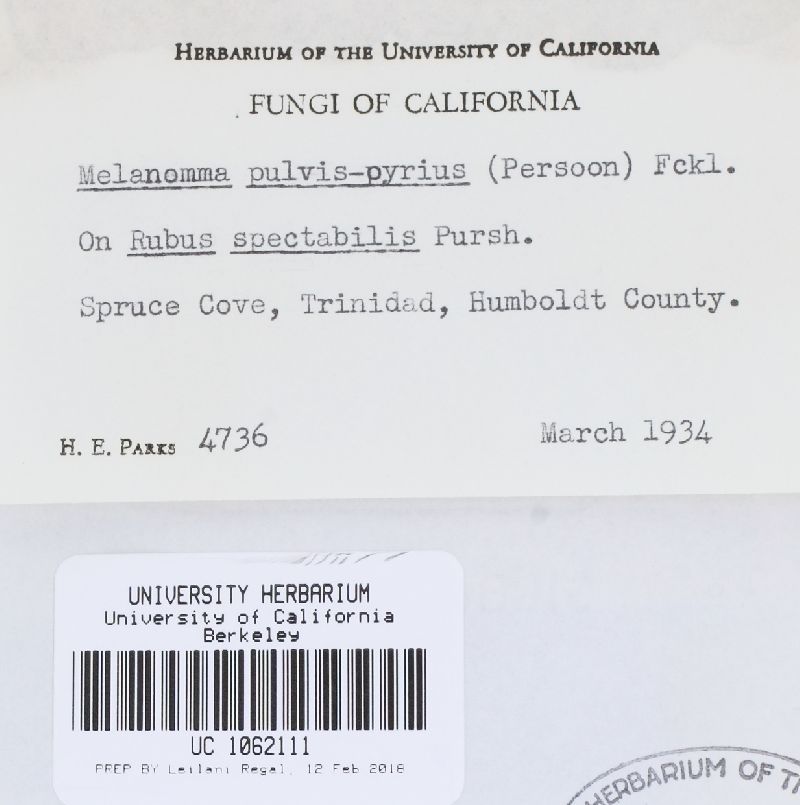 HERBARIUM OF THE UNIVERSITY OF CALIFORNIA
FUNGI OF CALIFORNIA
Melanomma pulvis-pyrius (Persoon) Fckl.
On Rubus spectabilis Pursh.
Spruce Cove, Trinidad, Humboldt County.
H. E. PARKS 4736 March 1934
UNIVERSITY HERBARIUM
University of California
Berkeley
UC 1062111
PREP BY Leilani Regal, 12 Feb 2018
HERBARIUM OF